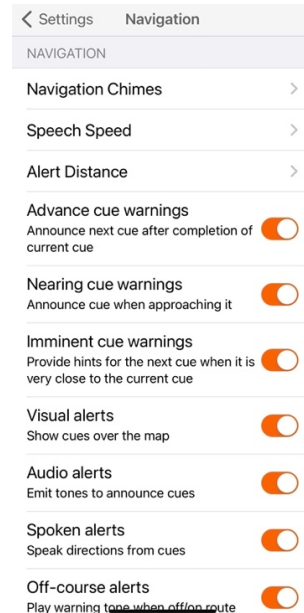 Settings Navigation
NAVIGATION
Navigation Chimes
Speech Speed
Alert Distance
Advance cue warnings
Announce next cue after completion of
current cue
Nearing cue warnings
Announce cue when approaching it
Imminent cue warnings
Provide hints for the next cue when it is
very close to the current cue
Visual alerts
Show cues over the map
Audio alerts
Emit tones to announce cues
Spoken alerts
Speak directions from cues
Off-course alerts
Play warning tone when off/on route